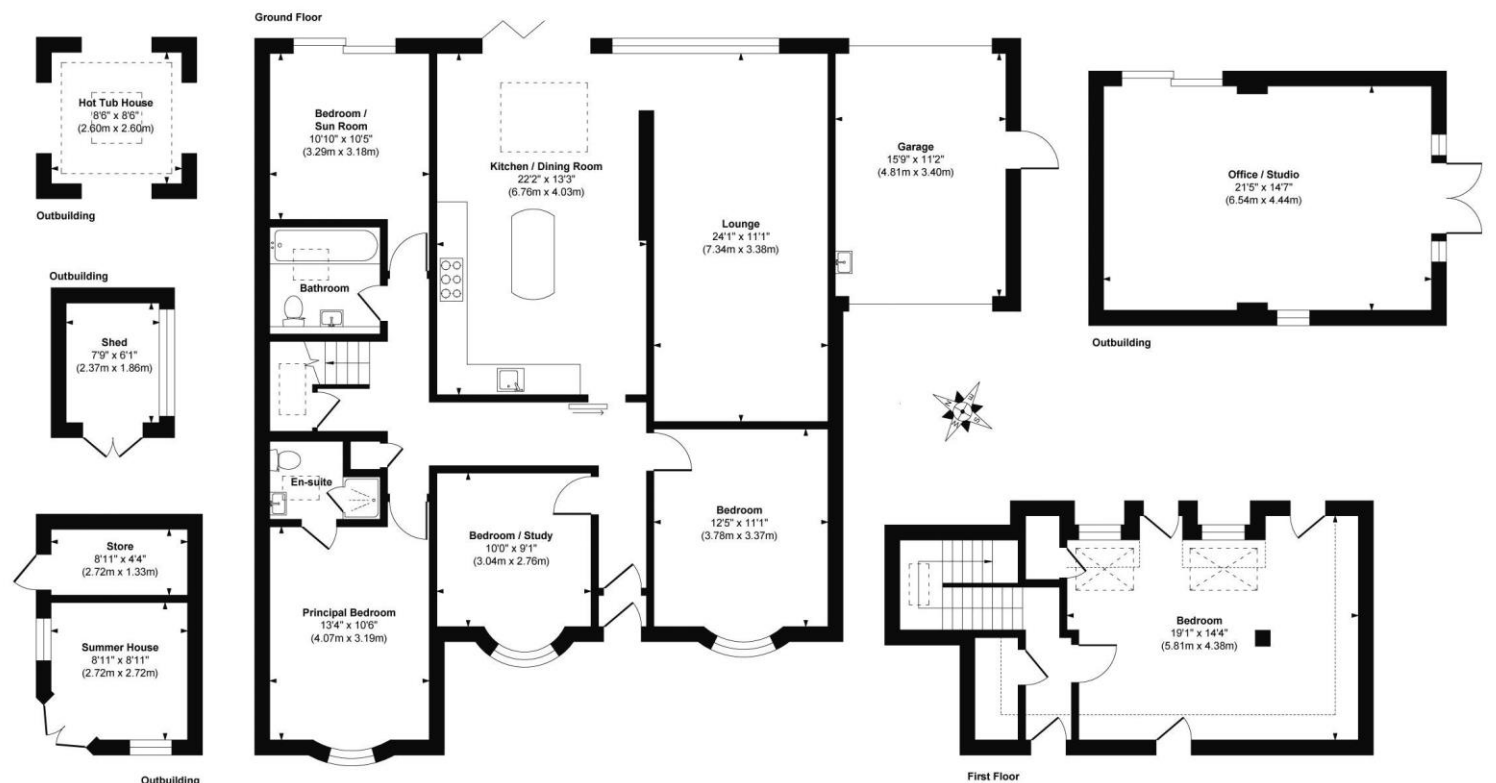 Ground Floor
Hot Tub House
8'6" x 8'6"
(2.60m x 2.60m)
Outbuilding
Outbuilding
Shed
7'9" x 6'1"
(2.37m x 1.86m)
Store
8'11" x 4'4"
(2.72m x 1.33m)
Summer House
8'11" x 8'11"
(2.72m x 2.72m)
Outbuilding
Bedroom /
Sun Room
10'10" x 10'5"
(3.29m x 3.18m)
Kitchen / Dining Room
22'2" x 13'3"
(6.76m x 4.03m)
Lounge
24'1" x 11'1"
(7.34m x 3.38m)
Garage
15'9" x 11'2"
(4.81m x 3.40m)
Bathroom
En-suite
Principal Bedroom
13'4" x 10'6"
(4.07m x 3.19m)
Bedroom / Study
10'0" x 9'1"
(3.04m x 2.76m)
Bedroom
12'5" x 11'1"
(3.78m x 3.37m)
Office / Studio
21'5" x 14'7"
(6.54m x 4.44m)
Outbuilding
N
E
S
W
Bedroom
19'1" x 14'4"
(5.81m x 4.38m)
First Floor